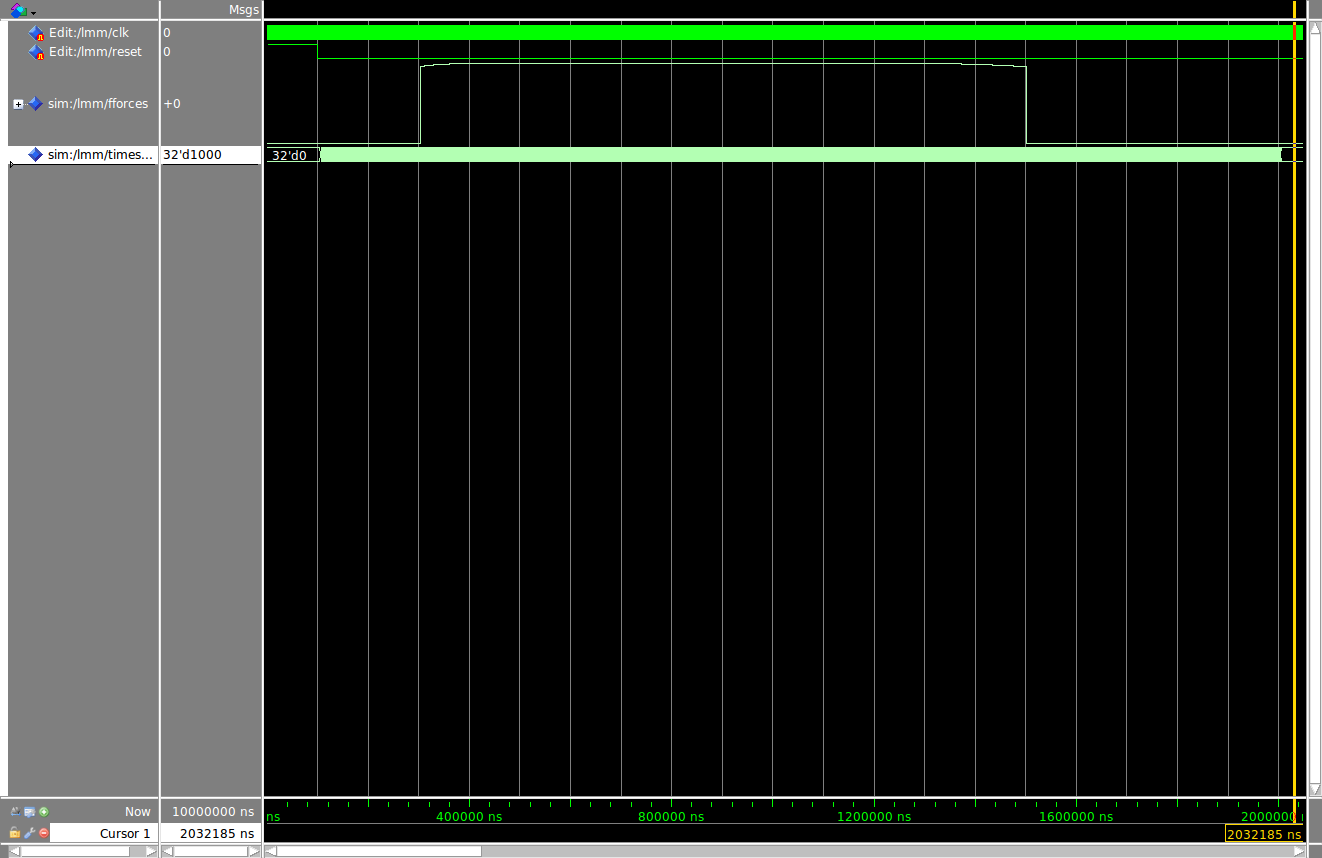 Msgs
Edit:/lmm/clk 0
Edit:/lmm/reset 0
sim:/lmm/fforces +0
sim:/lmm/times... 32'd1000 32'd0
Now 10000000 ns
ns 400000 ns 800000 ns 1200000 ns 1600000 ns 2000000
Cursor 1 2032185 ns 2032185 ns